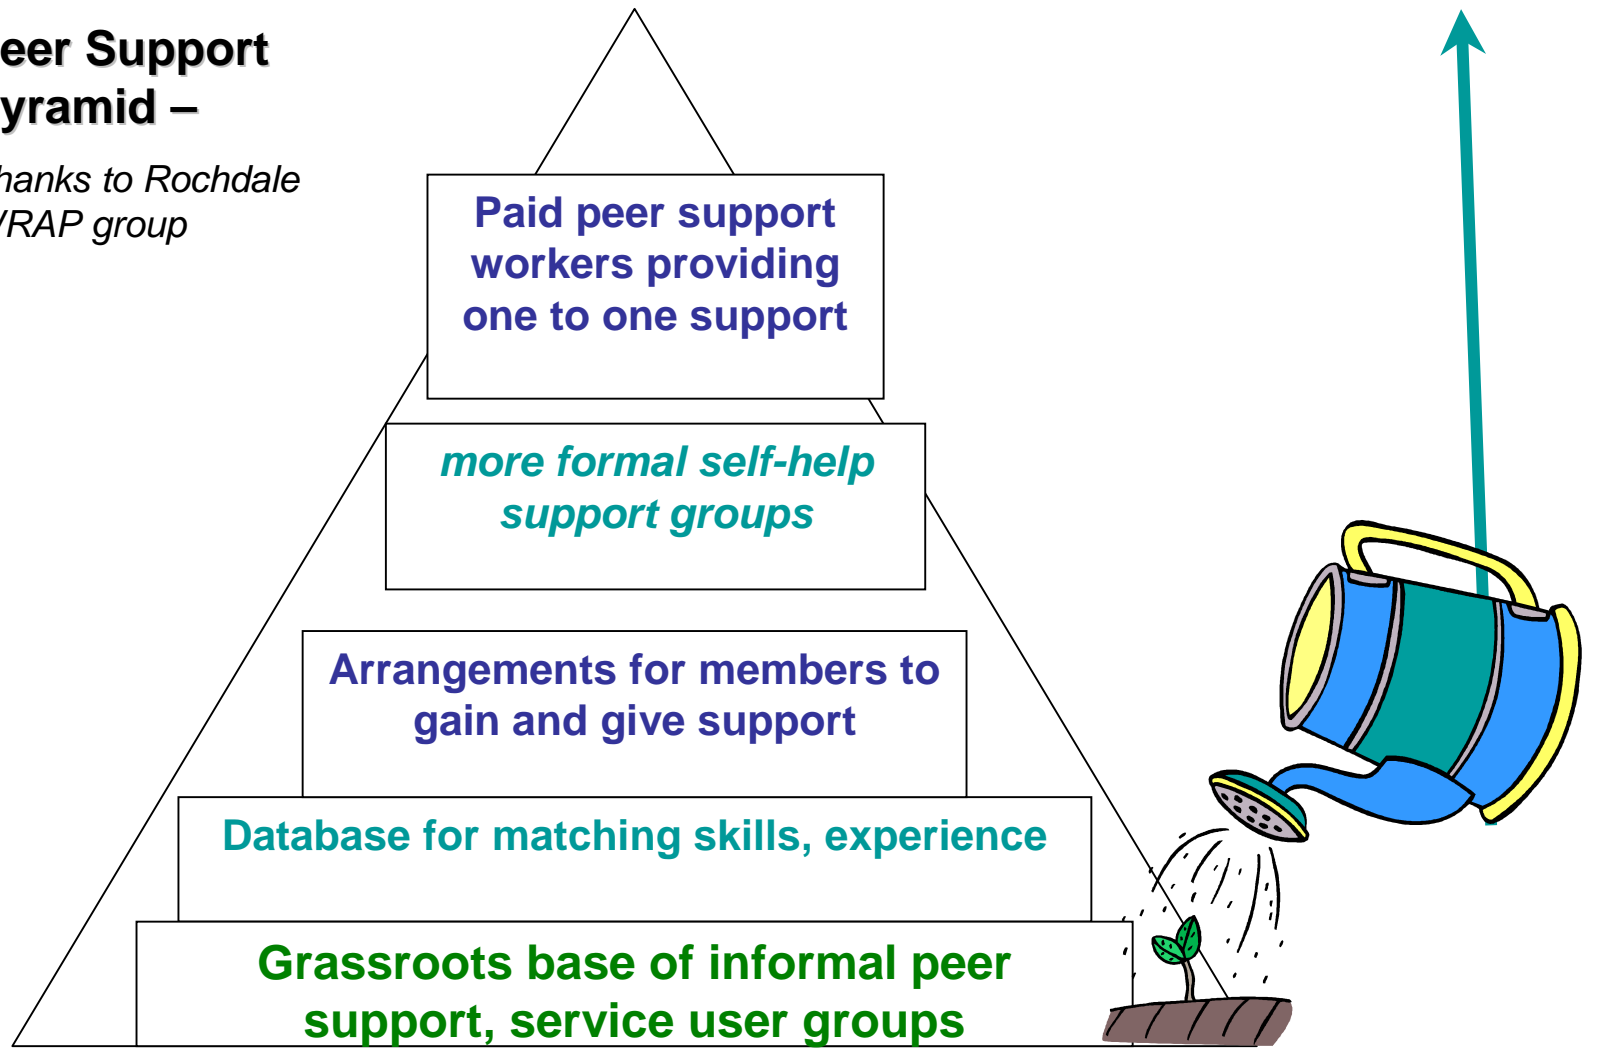 eer Support
yramid –
hanks to Rochdale
RAP group
Paid peer support
workers providing
one to one support
more formal self-help
support groups
Arrangements for members to
gain and give support
Database for matching skills, experience
Grassroots base of informal peer
support, service user groups